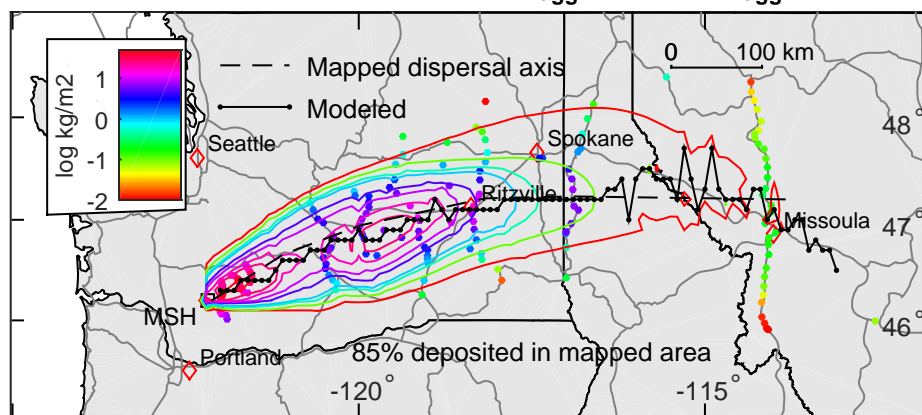 0 100 km
Mapped dispersal axis
Modeled
log kg/m2
1
0
-1
-2
Seattle
Spokane
48°
Ritzville
Missoula
47°
MSH
46°
Portland
85% deposited in mapped area
-120°
-115°